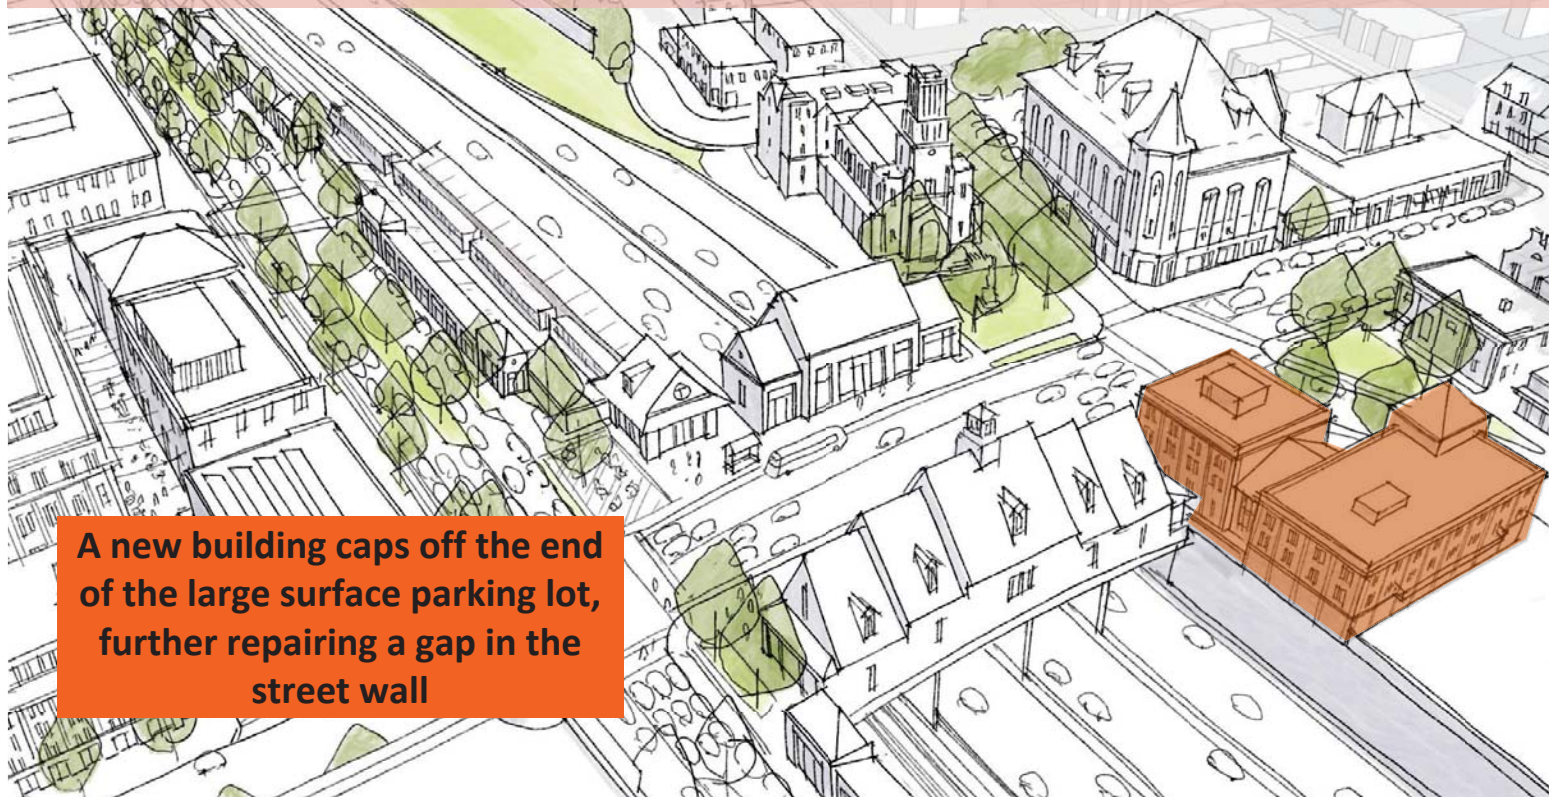 A new building caps off the end
of the large surface parking lot,
further repairing a gap in the
street wall